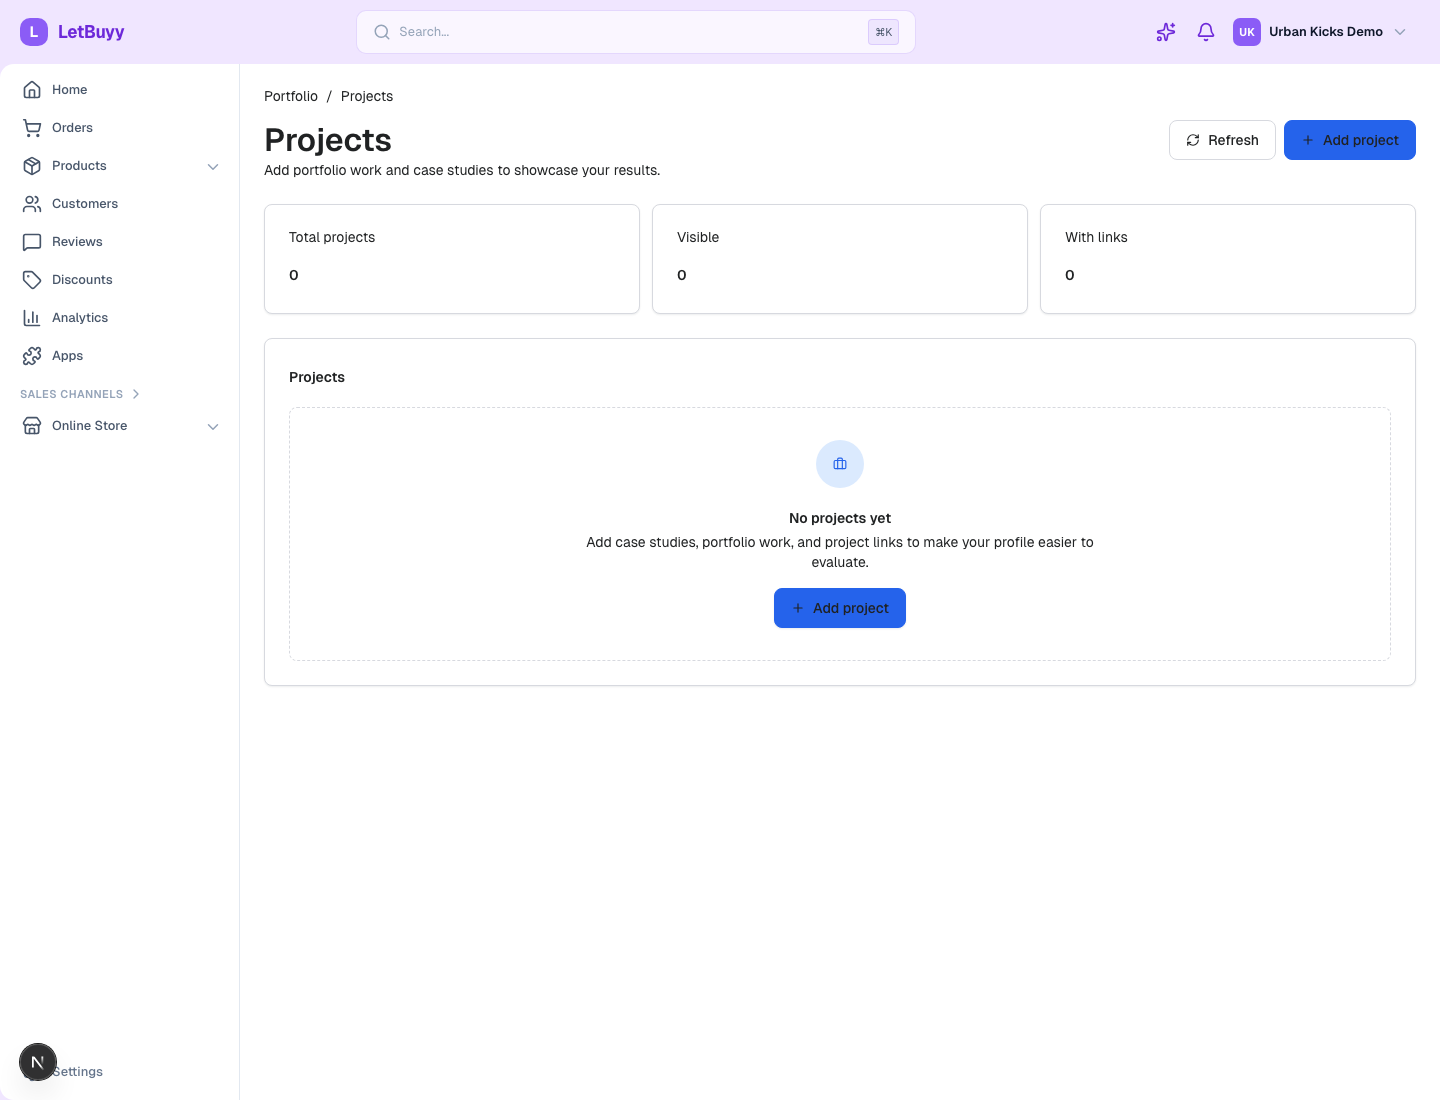 L LetBuyy
Search...
⌘K
UK Urban Kicks Demo
Home
Orders
Products
Customers
Reviews
Discounts
Analytics
Apps
SALES CHANNELS
Online Store
N
Settings
Portfolio / Projects
Projects
Add portfolio work and case studies to showcase your results.
Refresh
Add project
Total projects
0
Visible
0
With links
0
Projects
No projects yet
Add case studies, portfolio work, and project links to make your profile easier to
evaluate.
Add project